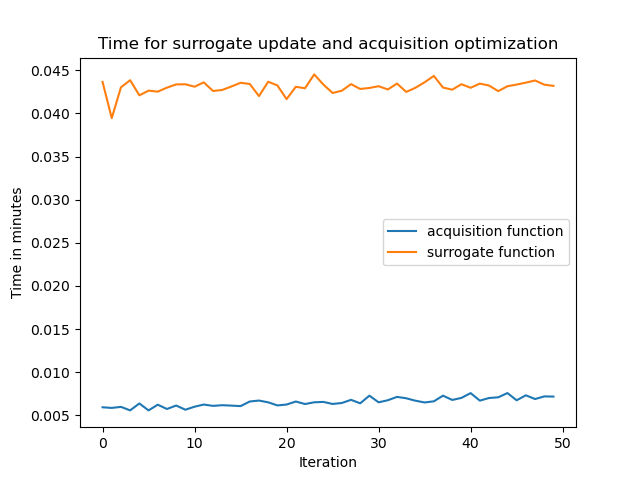 Time for surrogate update and acquisition optimization
0.045
0.040
0.035
0.030
0.025
0.020
0.015
0.010
0.005
Time in minutes
acquisition function
surrogate function
0 10 20 30 40 50
Iteration